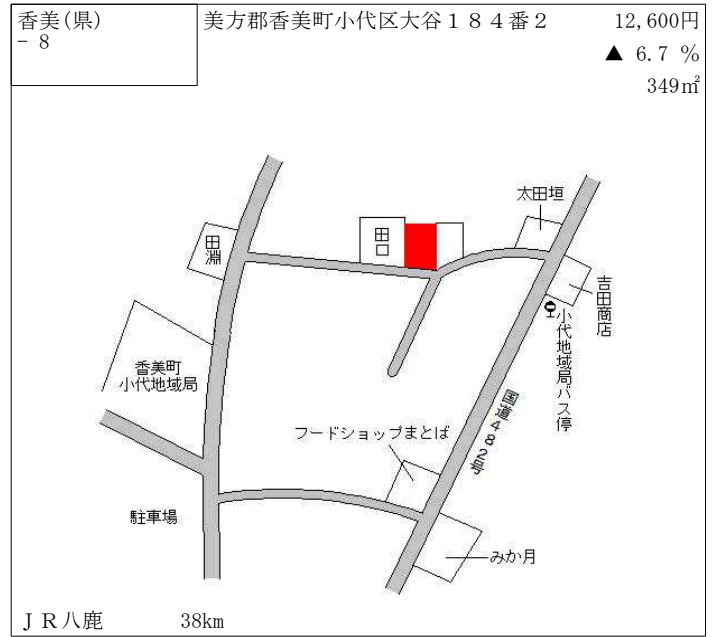 香美(県)
- 8
美方郡香美町小代区大谷184番2
12,600円
▲ 6.7 %
349㎡
太田垣
田口
田淵
吉田商店
小代地域局バス停
香美町
小代地域局
国道482号
フードショップまとば
駐車場
みか月
JR八鹿 38km